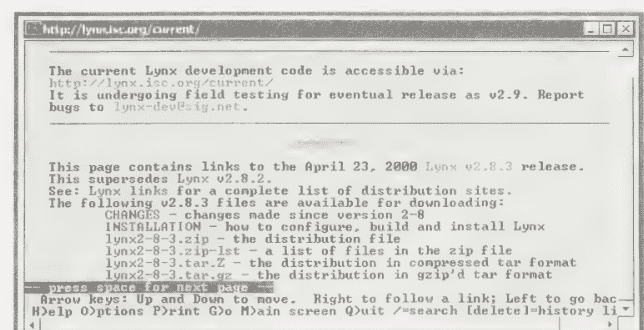 http://lynx.isc.org/current/
The current Lynx development code is accessible via:
http://lynx.isc.org/current/
It is undergoing field testing for eventual release as v2.9. Report
bugs to lynx-dev@sig.net.
This page contains links to the April 23, 2000 Lynx v2.8.3 release.
This supersedes Lynx v2.8.2.
See: Lynx links for a complete list of distribution sites.
The following v2.8.3 files are available for downloading:
CHANGES - changes made since version 2-8
INSTALLATION - how to configure, build and install Lynx
lynx2-8-3.zip - the distribution file
lynx2-8-3.zip-lst - a list of files in the zip file
lynx2-8-3.tar.Z - the distribution in compressed tar format
lynx2-8-3.tar.gz - the distribution in gzip'd tar format
-- press space for next page --
Arrow keys: Up and Down to move. Right to follow a link; Left to go bac
H)elp O)ptions P)rint G)o M)ain screen Q)uit /=search [delete]=history li